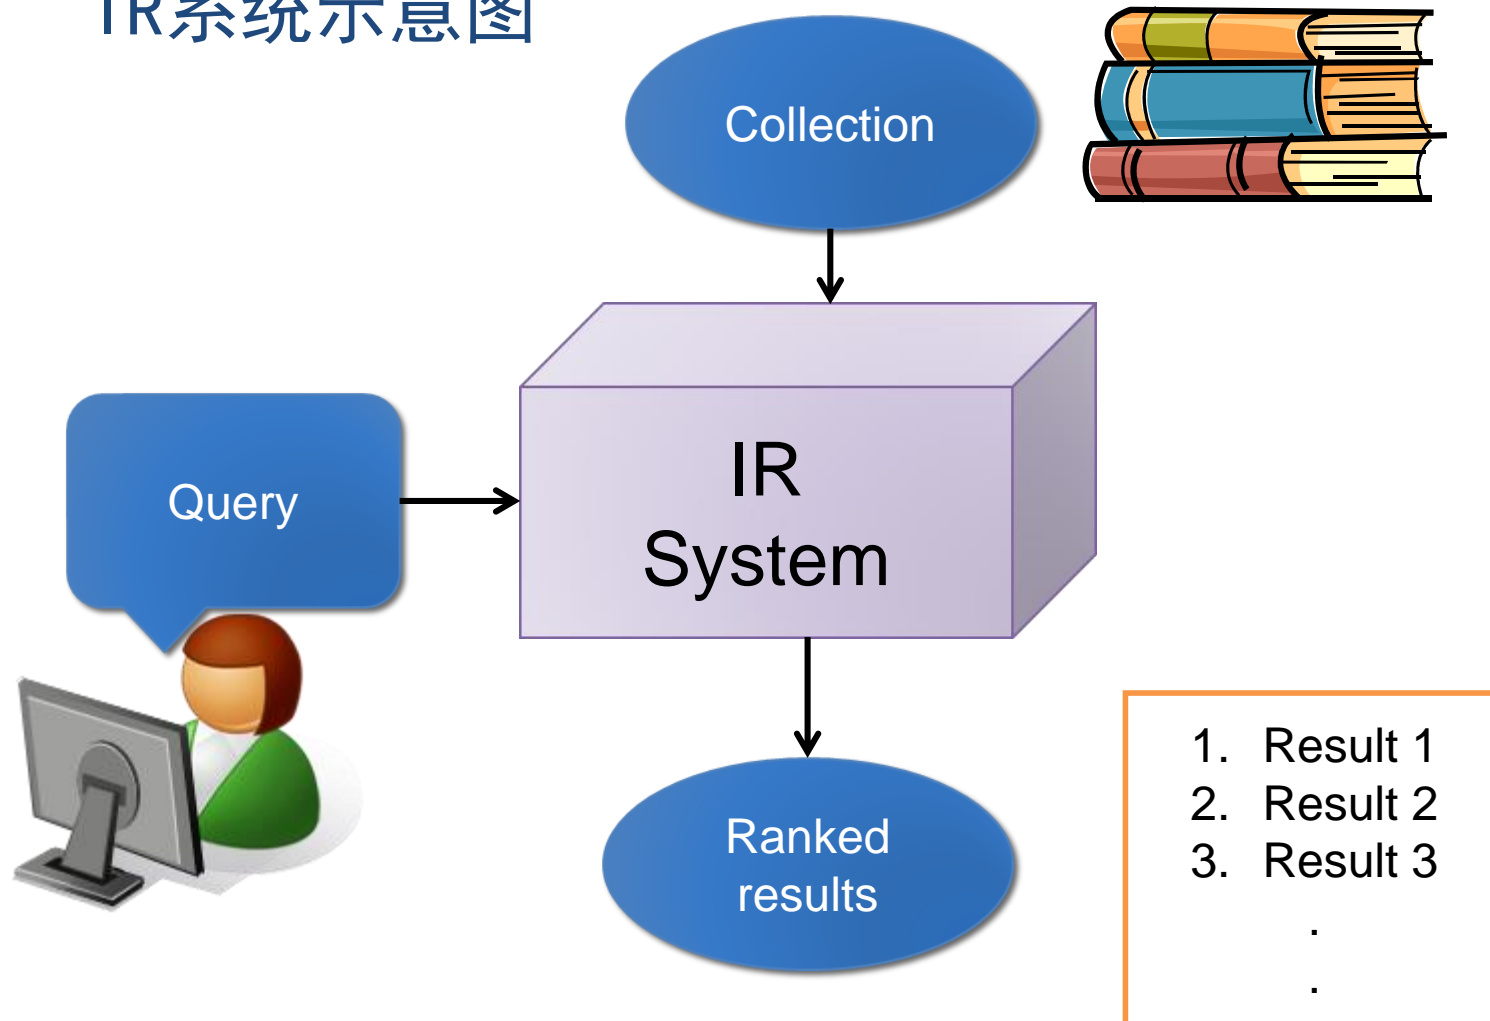 IR系统示意图
Collection
Query
IR
System
Ranked
results
1. Result 1
2. Result 2
3. Result 3
.
.